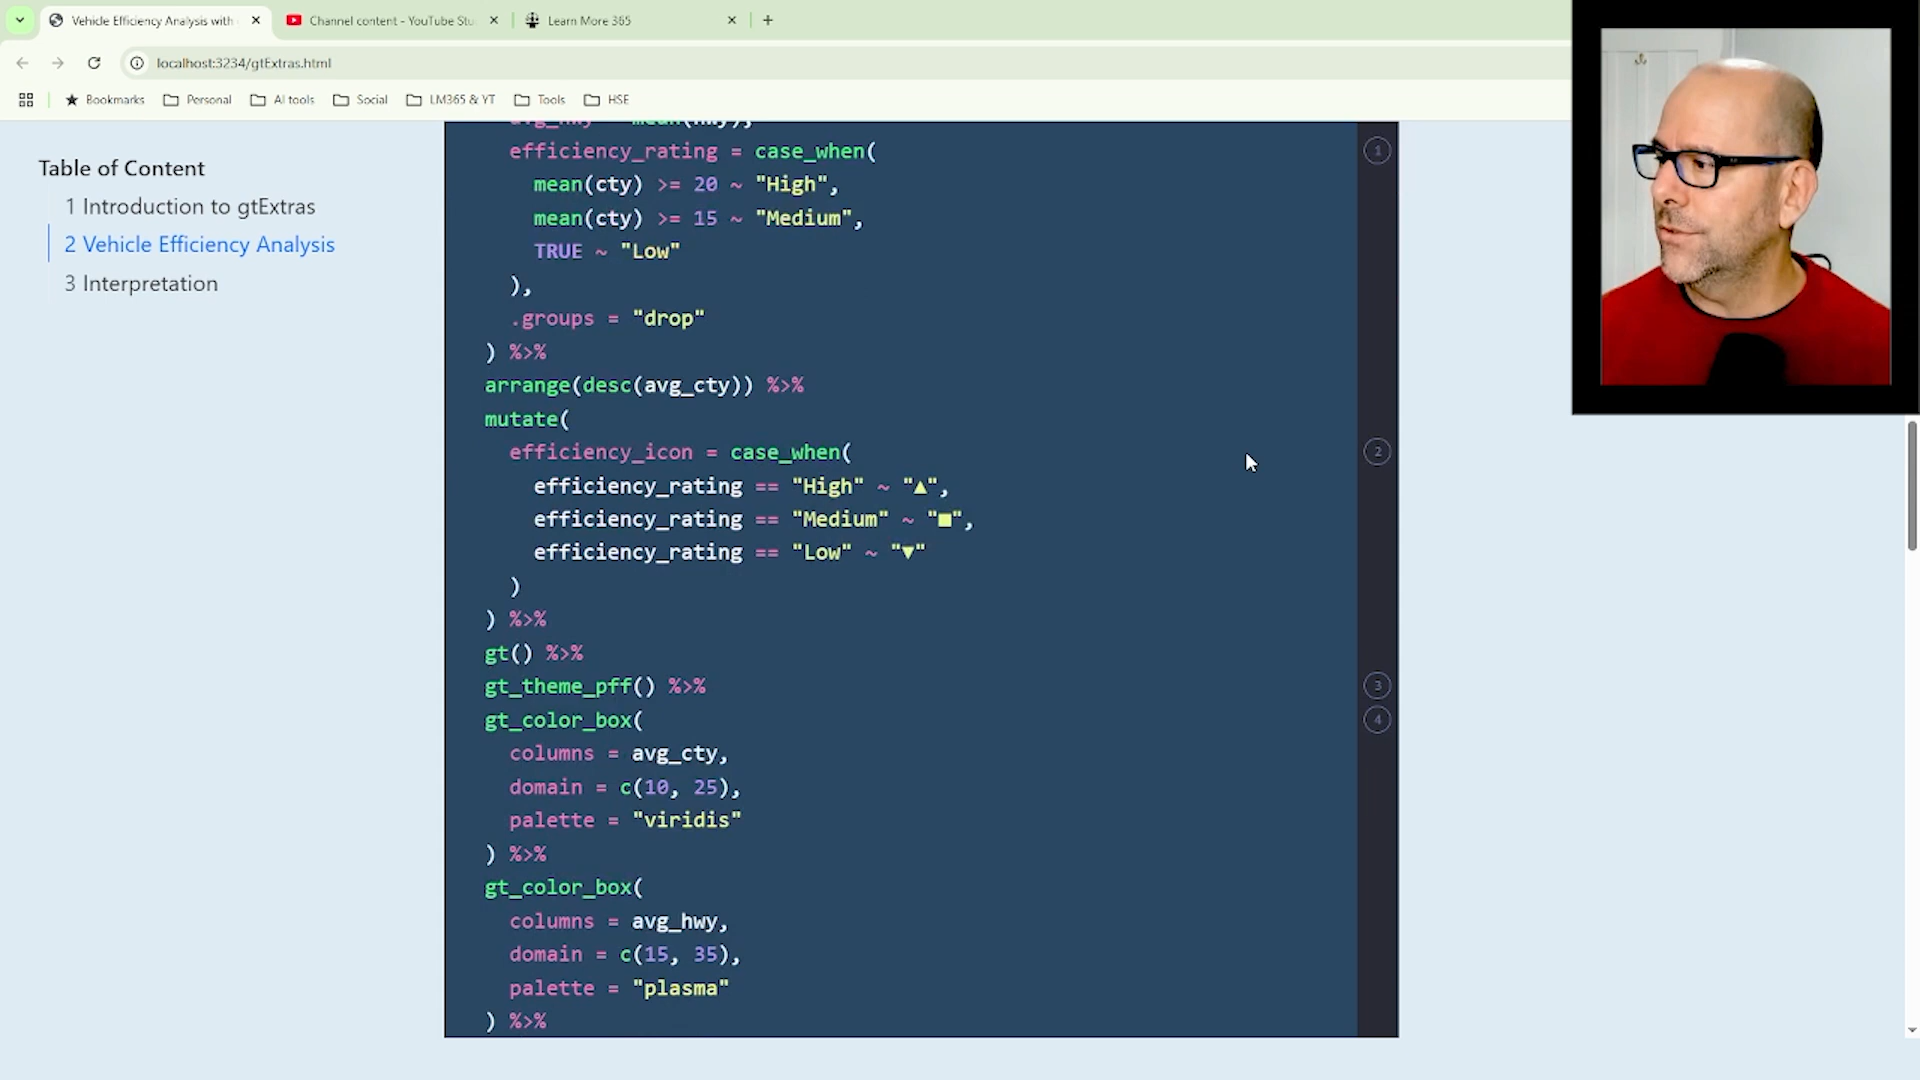 Vehicle Efficiency Analysis with
Channel content - YouTube Stu
Learn More 365
localhost:3234/gtExtras.html
Bookmarks
Personal
AI tools
Social
LM365 & YT
Tools
HSE
Table of Content
1 Introduction to gtExtras
2 Vehicle Efficiency Analysis
3 Interpretation
avg_hwy = mean(hwy),
efficiency_rating = case_when(
1
mean(cty) >= 20 ~ "High",
mean(cty) >= 15 ~ "Medium",
TRUE ~ "Low"
),
.groups = "drop"
) %>%
arrange(desc(avg_cty)) %>%
mutate(
efficiency_icon = case_when(
2
efficiency_rating == "High" ~ "▲",
efficiency_rating == "Medium" ~ "■",
efficiency_rating == "Low" ~ "▼"
)
) %>%
gt() %>%
gt_theme_pff() %>%
3
gt_color_box(
4
columns = avg_cty,
domain = c(10, 25),
palette = "viridis"
) %>%
gt_color_box(
columns = avg_hwy,
domain = c(15, 35),
palette = "plasma"
) %>%